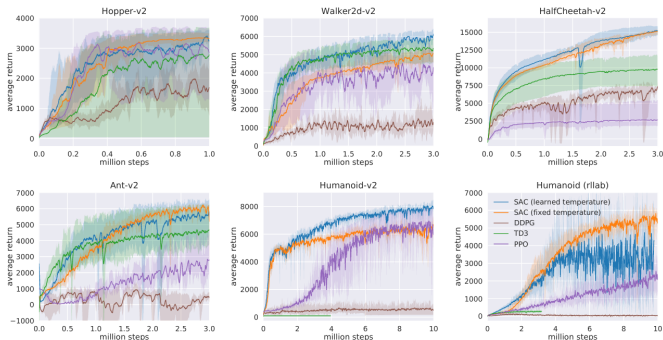 Hopper-v2
4000
3000
2000
1000
0
average return
0.0 0.2 0.4 0.6 0.8 1.0
million steps
Walker2d-v2
7000
6000
5000
4000
3000
2000
1000
0
average return
0.0 0.5 1.0 1.5 2.0 2.5 3.0
million steps
HalfCheetah-v2
15000
12500
10000
7500
5000
2500
0
average return
0.0 0.5 1.0 1.5 2.0 2.5 3.0
million steps
Ant-v2
7000
6000
5000
4000
3000
2000
1000
0
−1000
average return
0.0 0.5 1.0 1.5 2.0 2.5 3.0
million steps
Humanoid-v2
8000
6000
4000
2000
0
average return
0 2 4 6 8 10
million steps
Humanoid (rllab)
7000
6000
5000
4000
3000
2000
1000
0
average return
SAC (learned temperature)
SAC (fixed temperature)
DDPG
TD3
PPO
0 2 4 6 8 10
million steps